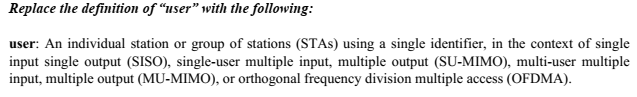 Replace the definition of “user” with the following:
user: An individual station or group of stations (STAs) using a single identifier, in the context of single
input single output (SISO), single-user multiple input, multiple output (SU-MIMO), multi-user multiple
input, multiple output (MU-MIMO), or orthogonal frequency division multiple access (OFDMA).